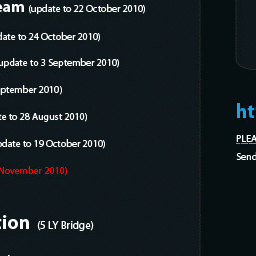 eam (update to 22 October 2010)
date to 24 October 2010)
update to 3 September 2010)
eptember 2010)
te to 28 August 2010)
pdate to 19 October 2010)
November 2010)
tion (5 LY Bridge)
ht
PLEA
Send